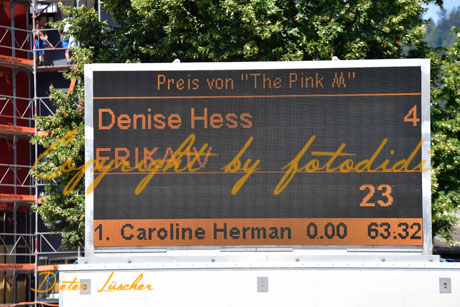 Preis von "The Pink M"
Denise Hess 4
ERIKA W
Copyright by fotodidi
23
1. Caroline Herman 0.00 63:32
Dieter Lüscher